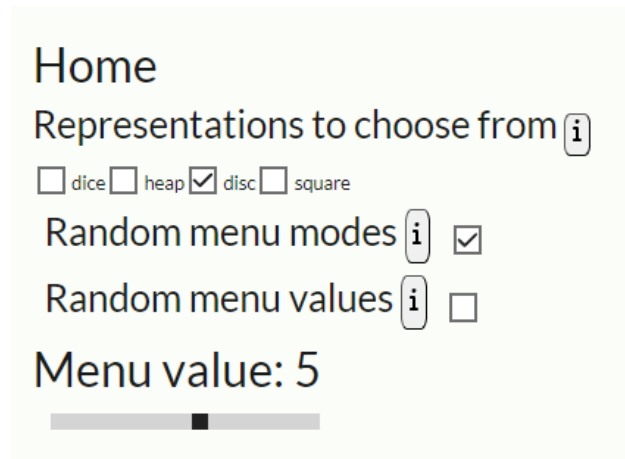 Home
Representations to choose from i
dice heap disc square
Random menu modes i
Random menu values i
Menu value: 5